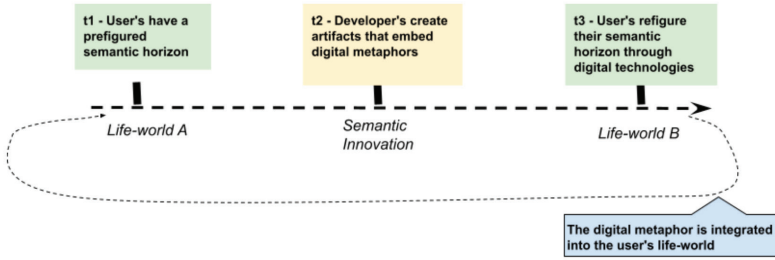 t1 - User's have a
prefigured
semantic horizon
t2 - Developer's create
artifacts that embed
digital metaphors
t3 - User's refigure
their semantic
horizon through
digital technologies
Life-world A
Semantic
Innovation
Life-world B
The digital metaphor is integrated
into the user's life-world